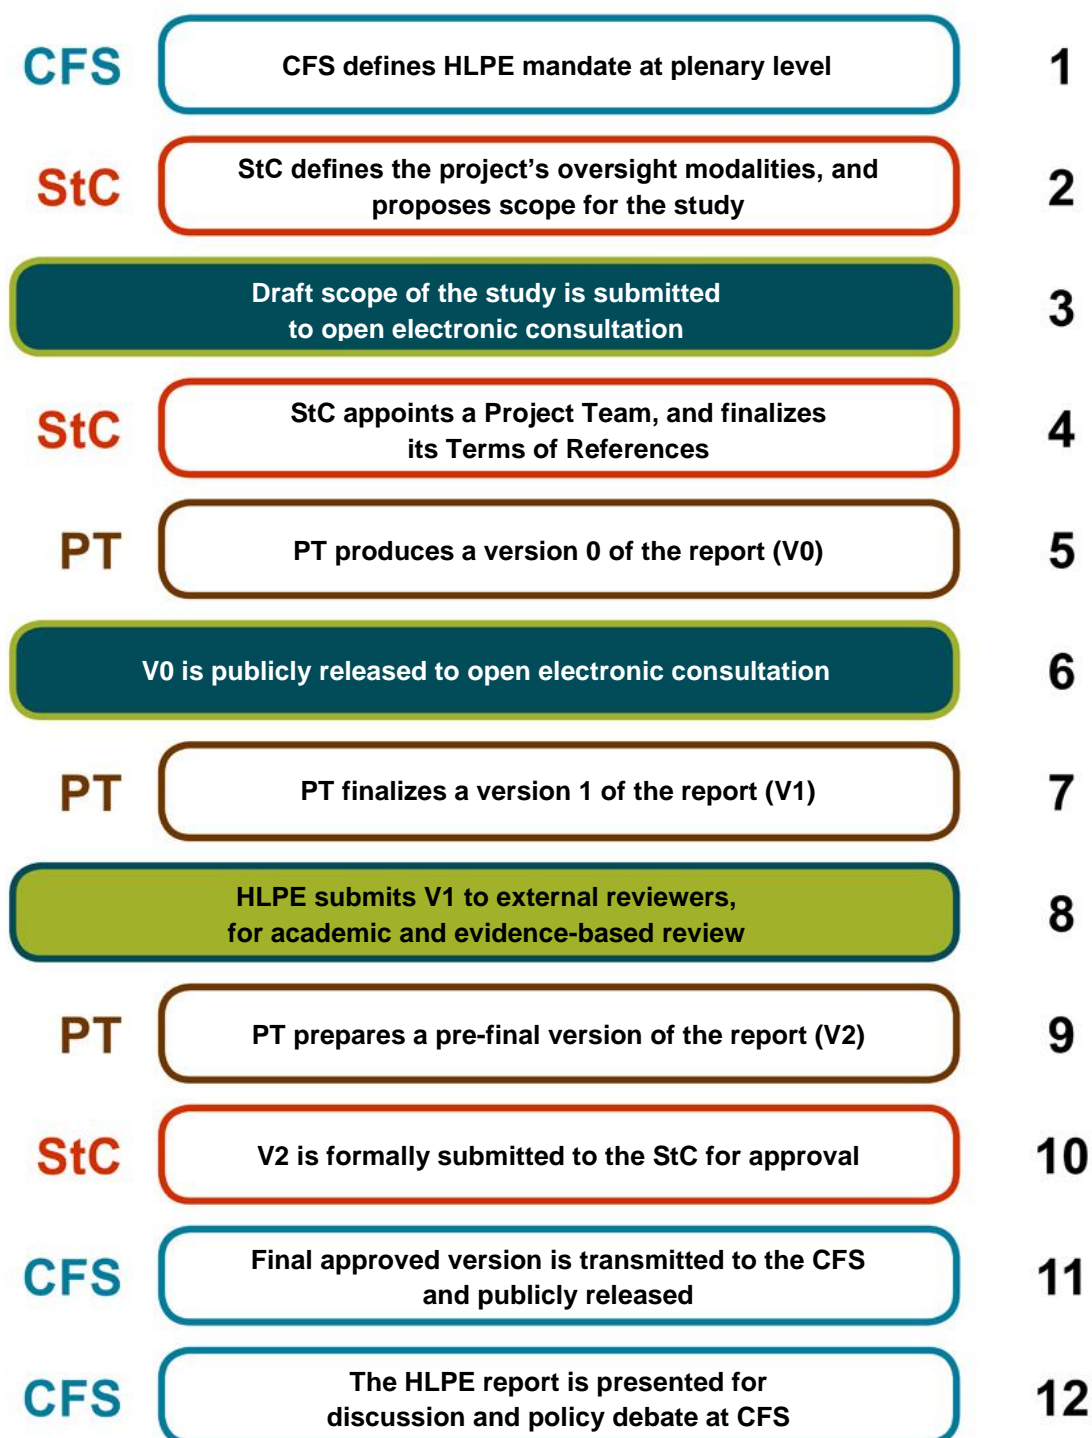 CFS
CFS defines HLPE mandate at plenary level
1
StC
StC defines the project's oversight modalities, and
proposes scope for the study
2
Draft scope of the study is submitted
to open electronic consultation
3
StC
StC appoints a Project Team, and finalizes
its Terms of References
4
PT
PT produces a version 0 of the report (V0)
5
V0 is publicly released to open electronic consultation
6
PT
PT finalizes a version 1 of the report (V1)
7
HLPE submits V1 to external reviewers,
for academic and evidence-based review
8
PT
PT prepares a pre-final version of the report (V2)
9
StC
V2 is formally submitted to the StC for approval
10
CFS
Final approved version is transmitted to the CFS
and publicly released
11
CFS
The HLPE report is presented for
discussion and policy debate at CFS
12